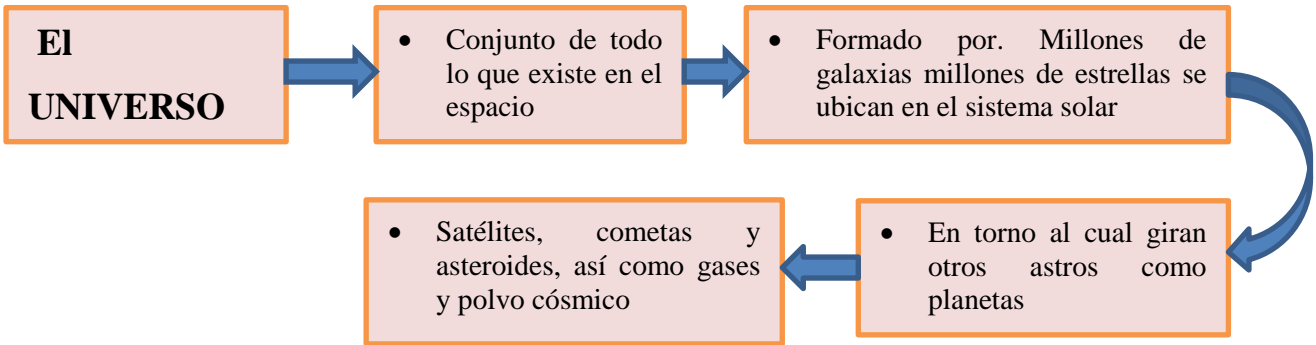 El
UNIVERSO
• Conjunto de todo
lo que existe en el
espacio
• Formado por. Millones de
galaxias millones de estrellas se
ubican en el sistema solar
• En torno al cual giran
otros astros como
planetas
• Satélites, cometas y
asteroides, así como gases
y polvo cósmico